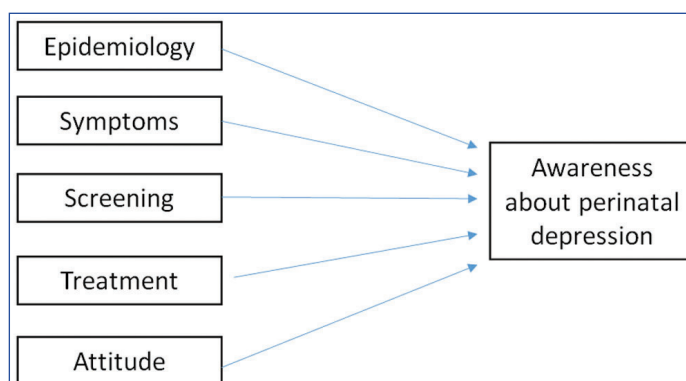 Epidemiology
Symptoms
Screening
Treatment
Attitude
Awareness
about perinatal
depression